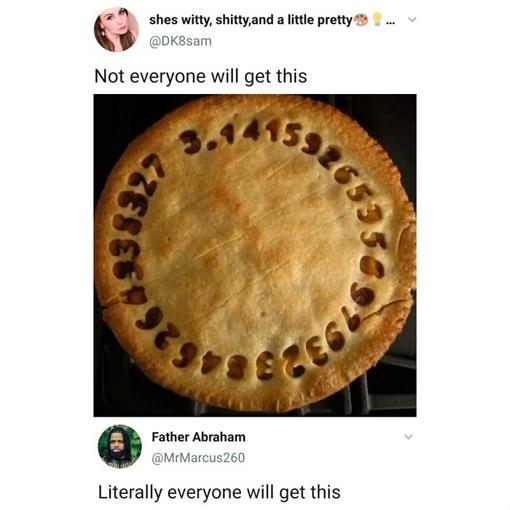 shes witty, shitty,and a little pretty🎨💡...
@DK8sam
Not everyone will get this
3.14159265358979323846264338327
Father Abraham
@MrMarcus260
Literally everyone will get this